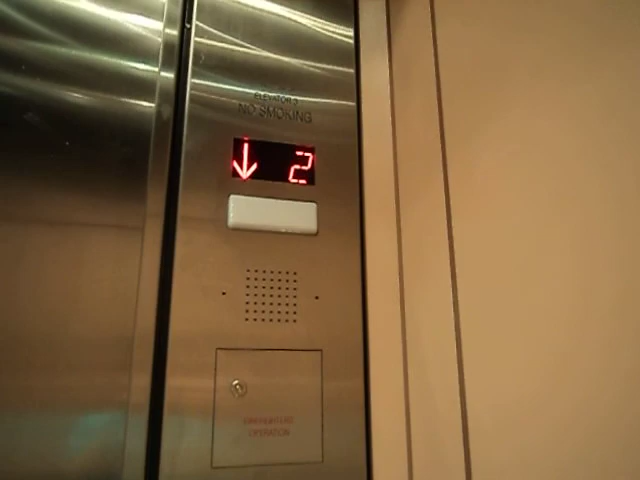 ELEVATOR 3
NO SMOKING
↓ 2
FIREFIGHTERS
OPERATION